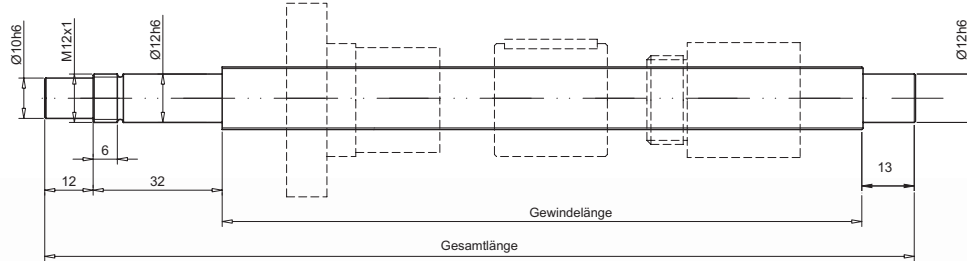 Ø10h6
M12x1
Ø12h6
Ø12h6
6
12
32
13
Gewindelänge
Gesamtlänge